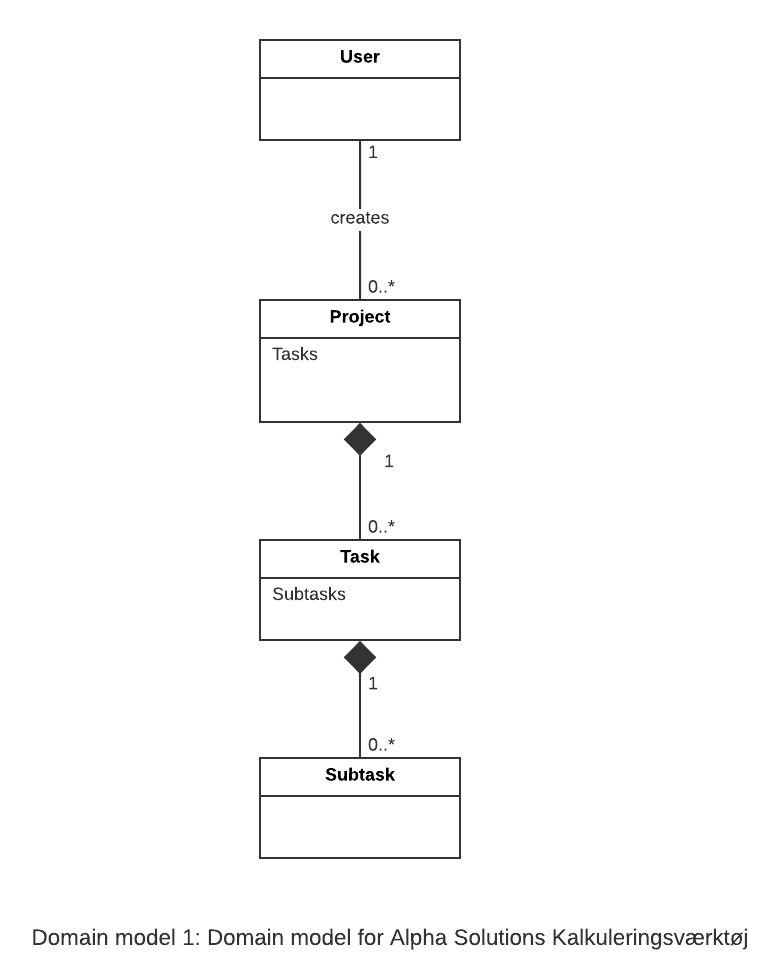 User
1
creates
0..*
Project
Tasks
1
0..*
Task
Subtasks
1
0..*
Subtask
Domain model 1: Domain model for Alpha Solutions Kalkuleringsværktøj